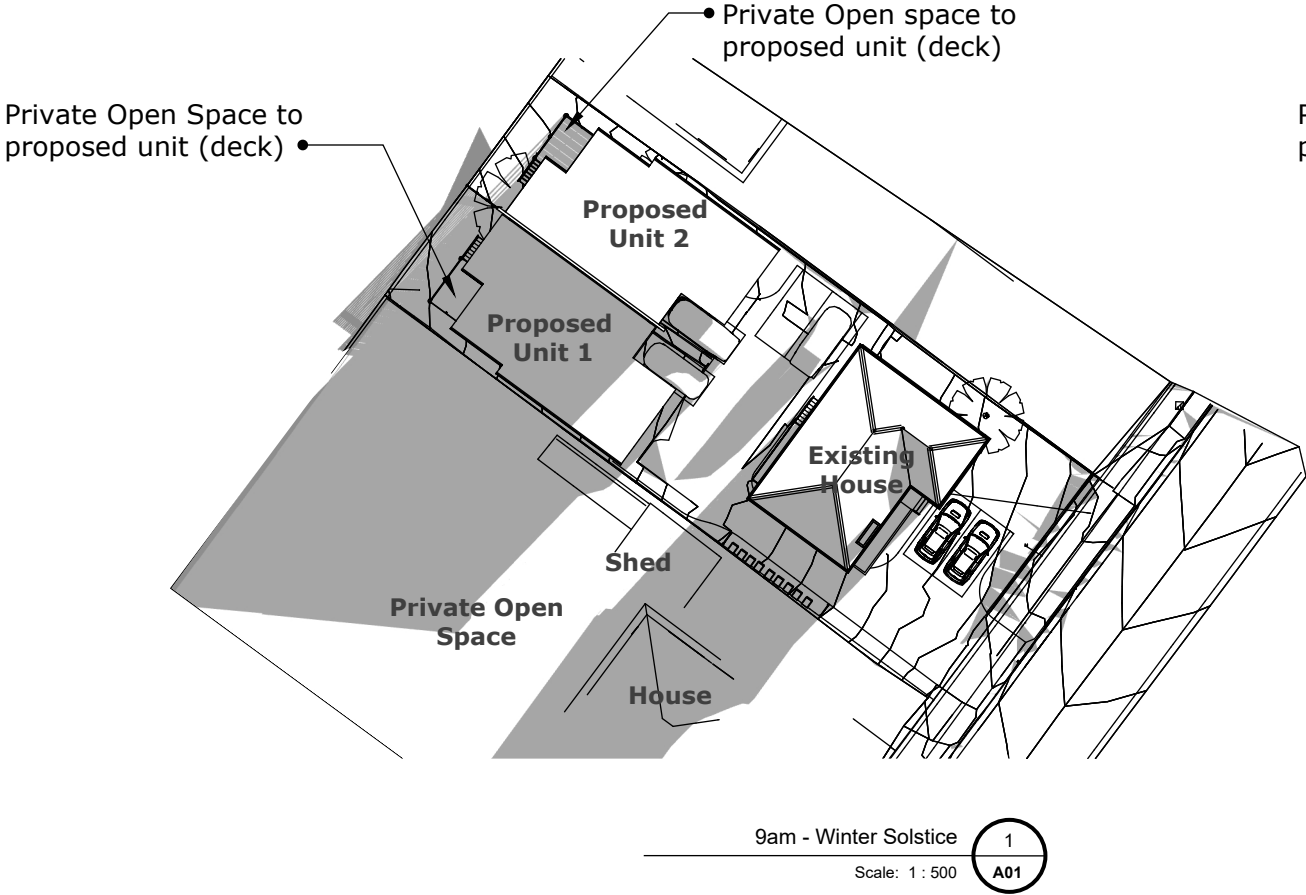 Private Open space to
proposed unit (deck)
Private Open Space to
proposed unit (deck)
Proposed
Unit 2
Proposed
Unit 1
Existing
House
Shed
Private Open
Space
House
9am - Winter Solstice
1
Scale: 1 : 500
A01